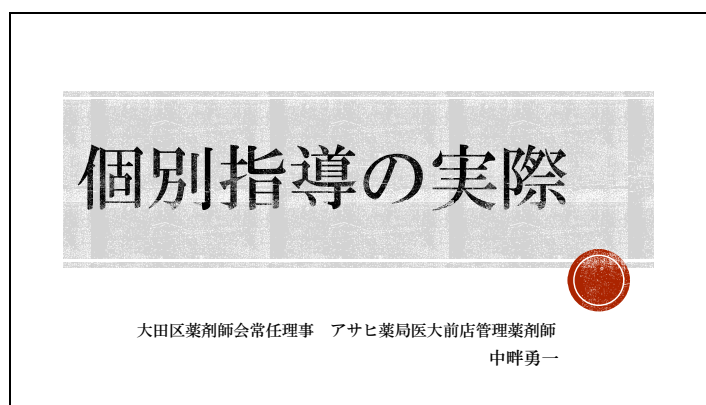 個別指導の実際
大田区薬剤師会常任理事　アサヒ薬局医大前店管理薬剤師
中畔勇一